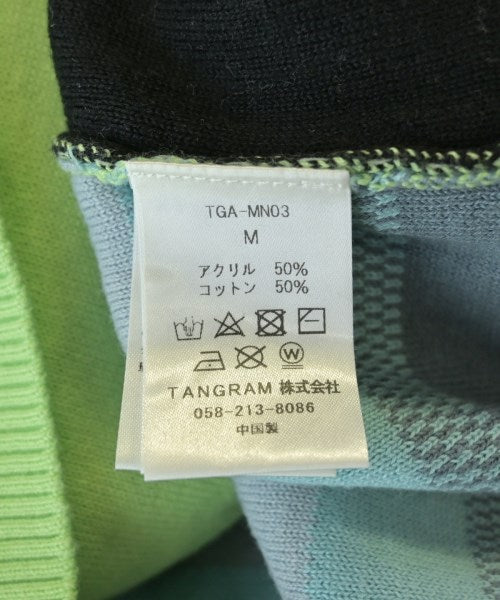 TGA-MN03
M
アクリル 50%
コットン 50%
W
TANGRAM 株式会社
058-213-8086
中国製